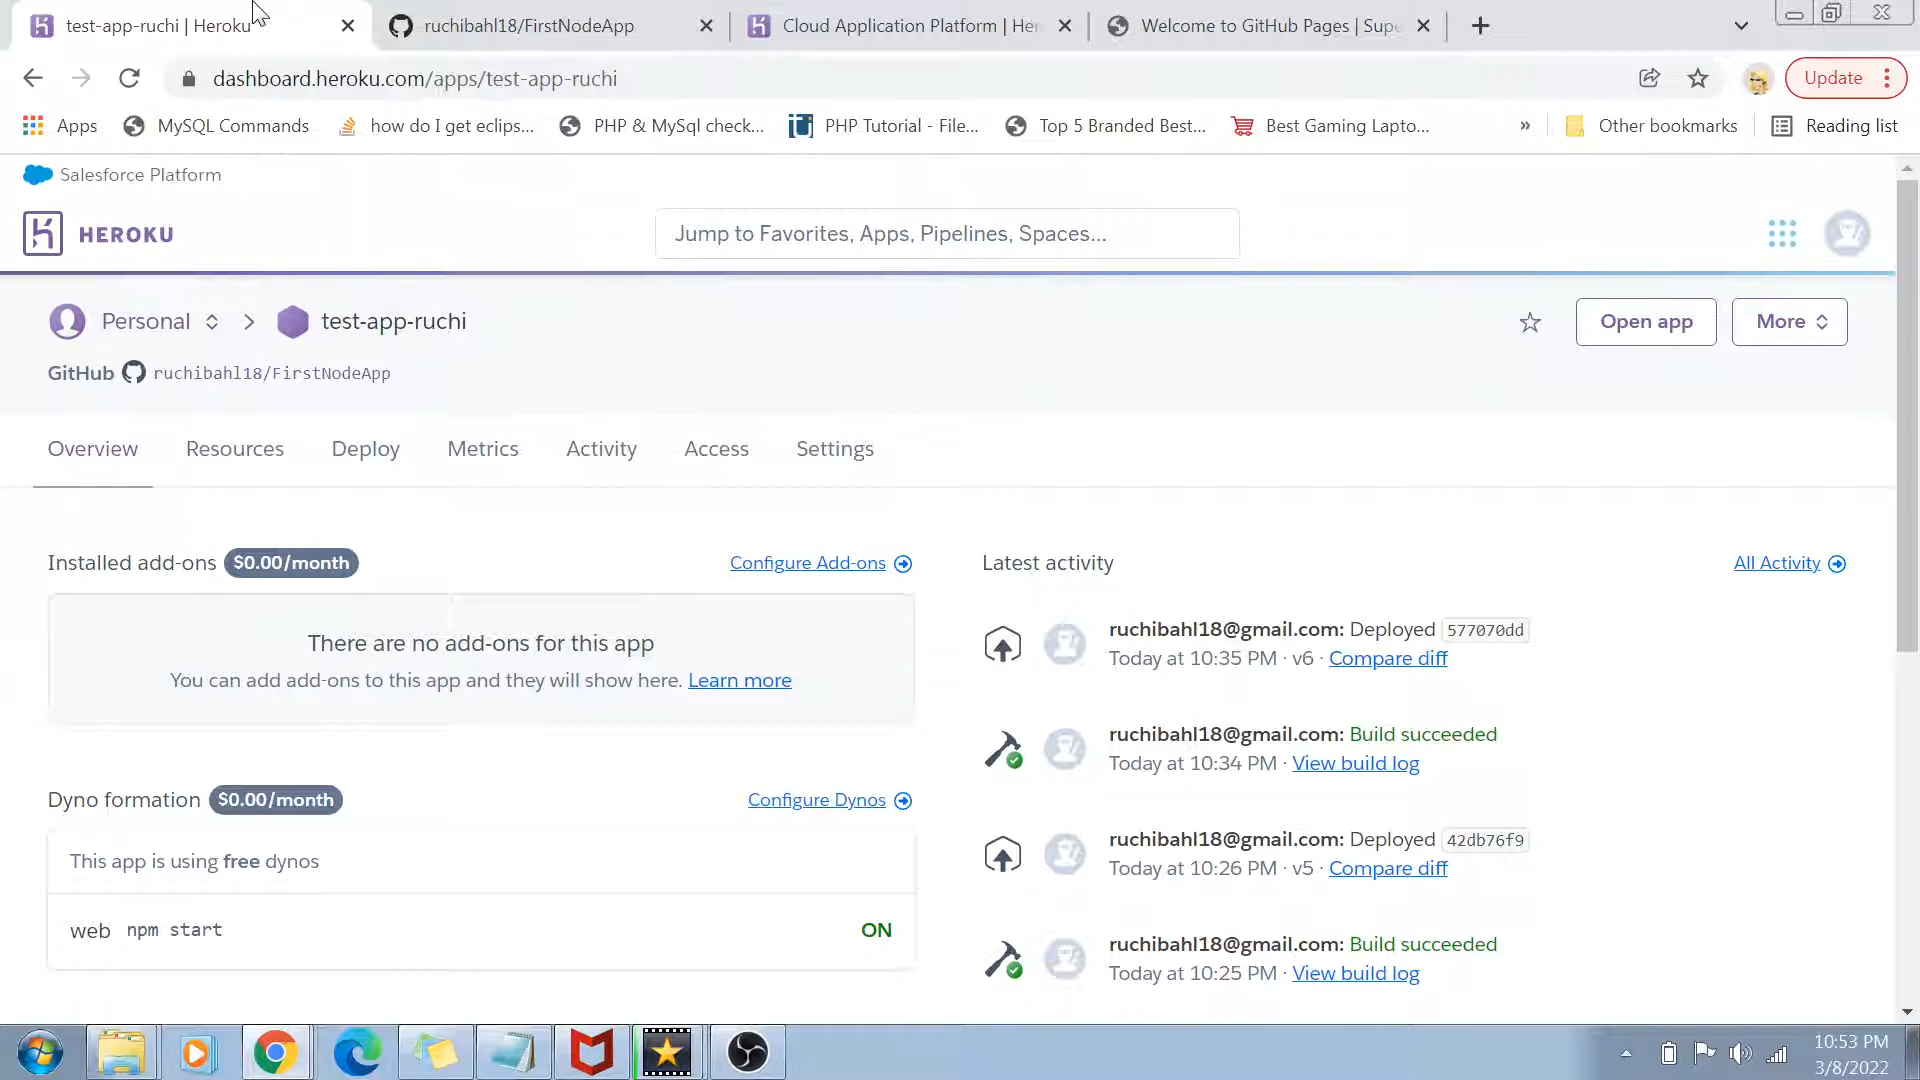 test-app-ruchi | Heroku
ruchibahl18/FirstNodeApp
Cloud Application Platform | Her
Welcome to GitHub Pages | Supe
dashboard.heroku.com/apps/test-app-ruchi
Update
Apps
MySQL Commands
how do I get eclips...
PHP & MySql check...
PHP Tutorial - File...
Top 5 Branded Best...
Best Gaming Lapto...
»
Other bookmarks
Reading list
Salesforce Platform
HEROKU
Jump to Favorites, Apps, Pipelines, Spaces...
Personal
test-app-ruchi
Open app
More
GitHub ruchibahl18/FirstNodeApp
Overview
Resources
Deploy
Metrics
Activity
Access
Settings
Installed add-ons $0.00/month
Configure Add-ons
There are no add-ons for this app
You can add add-ons to this app and they will show here. Learn more
Dyno formation $0.00/month
Configure Dynos
This app is using free dynos
web npm start
ON
Latest activity
All Activity
ruchibahl18@gmail.com: Deployed 577070dd
Today at 10:35 PM · v6 · Compare diff
ruchibahl18@gmail.com: Build succeeded
Today at 10:34 PM · View build log
ruchibahl18@gmail.com: Deployed 42db76f9
Today at 10:26 PM · v5 · Compare diff
ruchibahl18@gmail.com: Build succeeded
Today at 10:25 PM · View build log
10:53 PM
3/8/2022